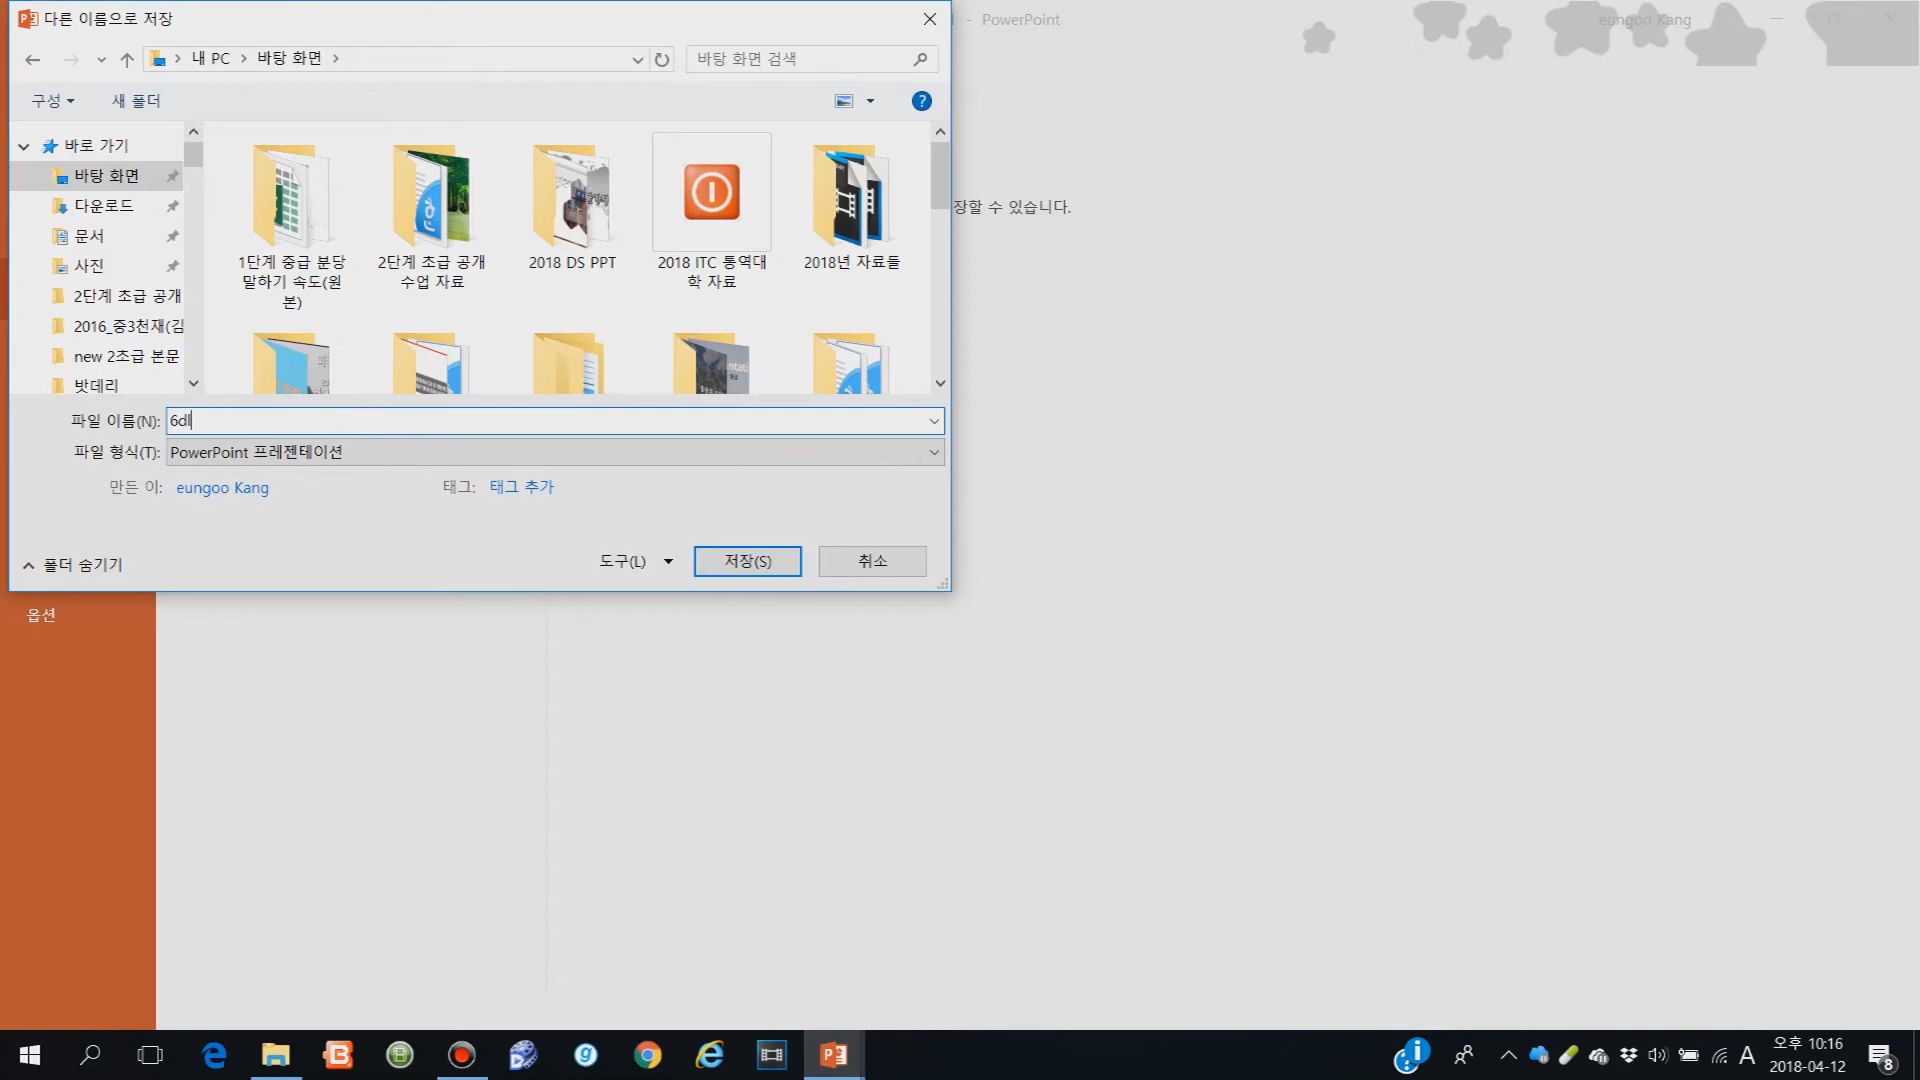 다른 이름으로 저장
- PowerPoint
eungoo Kang
내 PC
바탕 화면
바탕 화면 검색
구성
새 폴더
?
바로 가기
바탕 화면
다운로드
문서
사진
2단계 초급 공개
2016_중3천재(김
new 2초급 본문
밧데리
1단계 중급 분당
말하기 속도(원
본)
2단계 초급 공개
수업 자료
2018 DS PPT
2018 ITC 통역대
학 자료
2018년 자료들
장할 수 있습니다.
파일 이름(N):
6dl
파일 형식(T):
PowerPoint 프레젠테이션
만든 이:
eungoo Kang
태그:
태그 추가
폴더 숨기기
도구(L)
저장(S)
취소
옵션
A
오후 10:16
2018-04-12
8